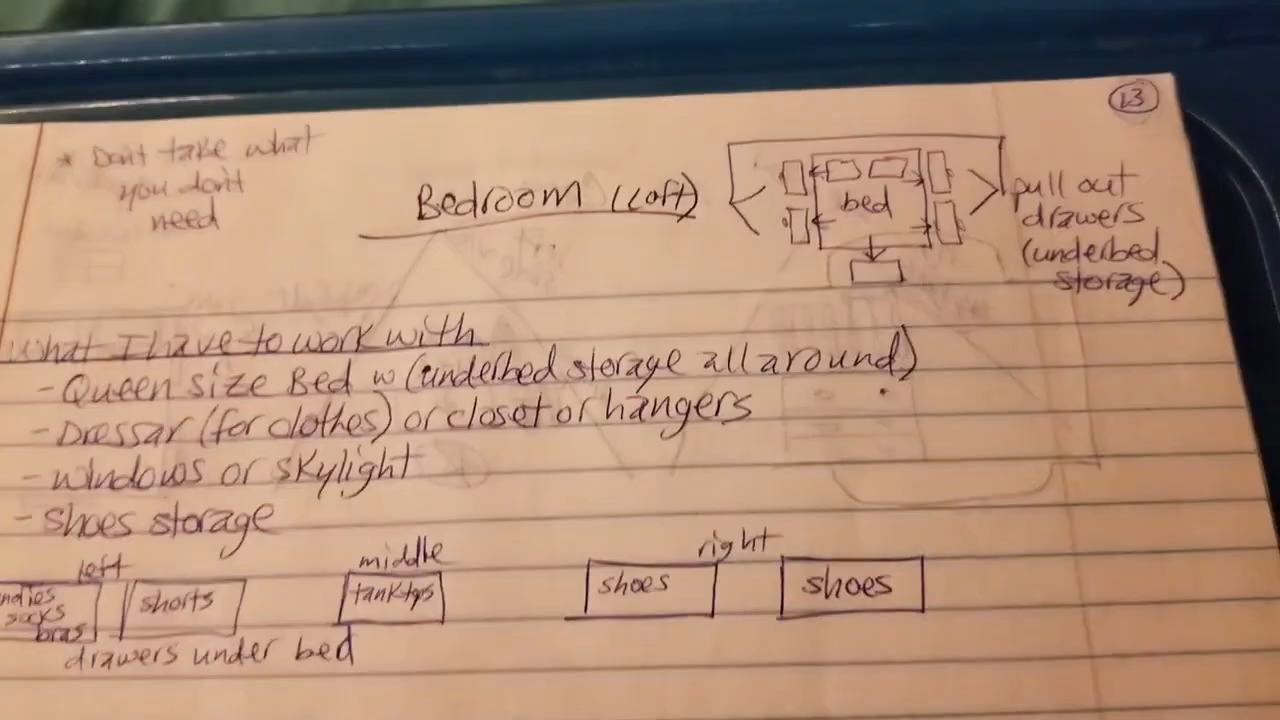 13
* Don't take what
you don't
need
Bedroom (Loft)
bed
pull out
drawers
(underbed
storage)
What I have to work with
- Queen size Bed w (underbed storage all around)
- Dressar (for clothes) or closet or hangers
- windows or skylight
- shoes storage
left
middle
right
socks
bras
shorts
tanktops
shoes
shoes
drawers under bed